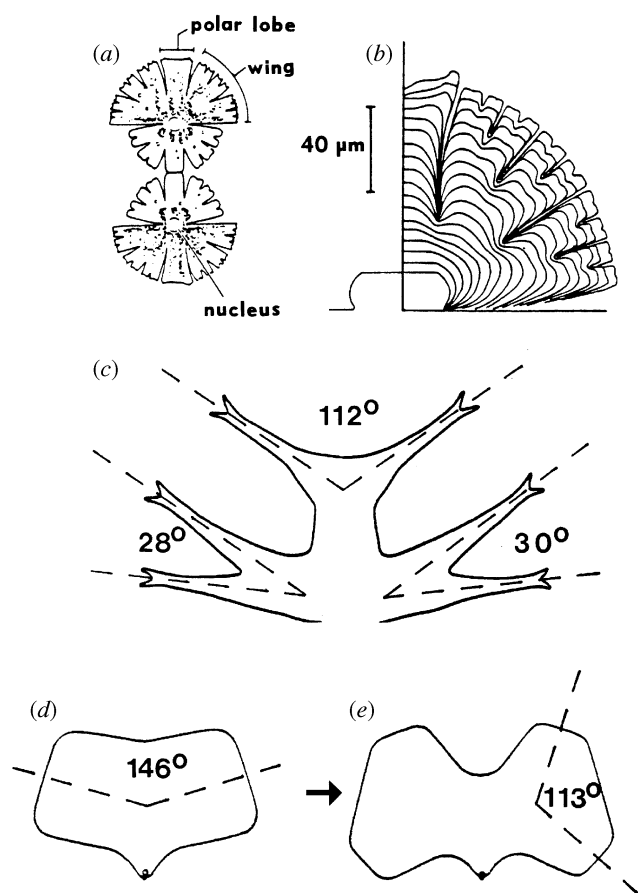 polar lobe
(a)
wing
(b)
40 µm
nucleus
(c)
112°
28°
30°
(d)
(e)
146°
113°